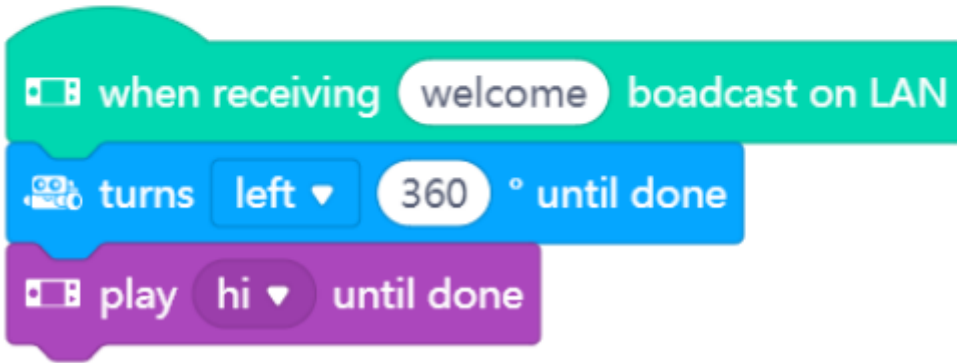 when receiving welcome boadcast on LAN
turns left 360 ° until done
play hi until done